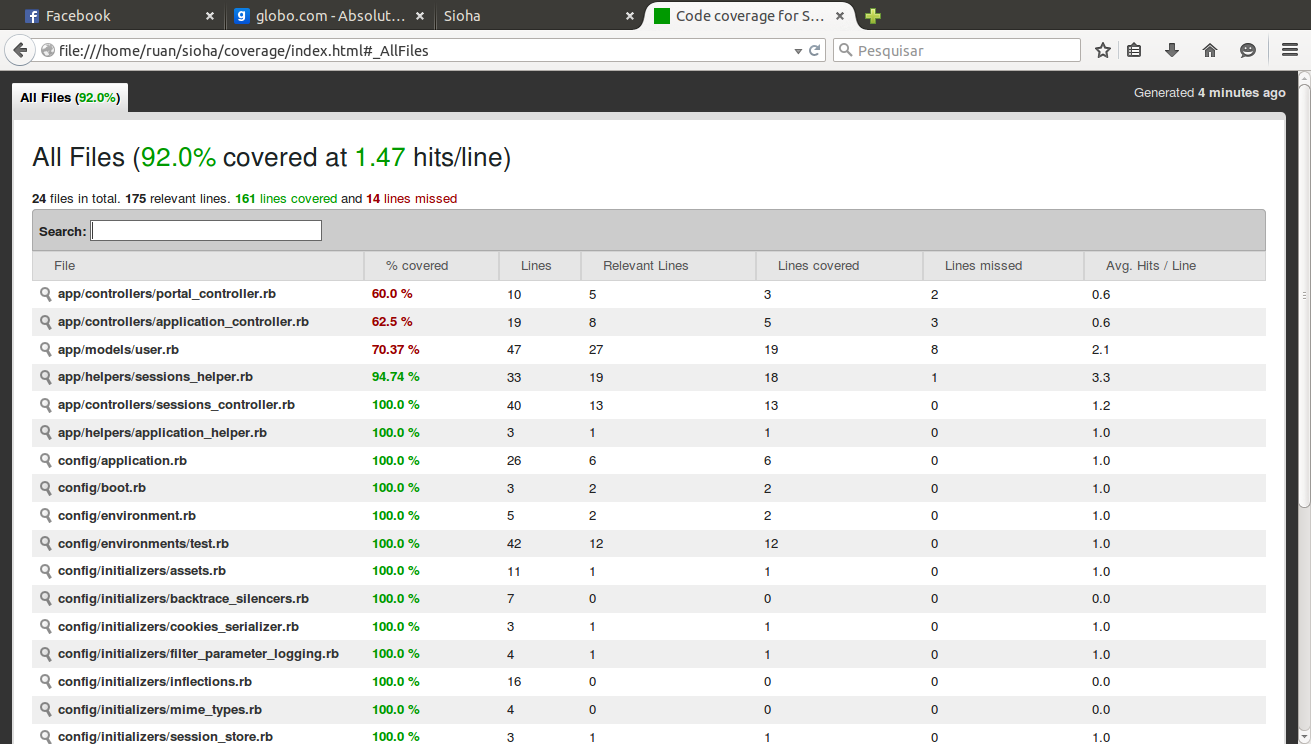 Facebook
globo.com - Absolut...
Sioha
Code coverage for S...
file:///home/ruan/sioha/coverage/index.html#_AllFiles
Pesquisar
All Files (92.0%)
Generated 4 minutes ago
All Files (92.0% covered at 1.47 hits/line)
24 files in total. 175 relevant lines. 161 lines covered and 14 lines missed
Search:
File % covered Lines Relevant Lines Lines covered Lines missed Avg. Hits / Line
app/controllers/portal_controller.rb 60.0 % 10 5 3 2 0.6
app/controllers/application_controller.rb 62.5 % 19 8 5 3 0.6
app/models/user.rb 70.37 % 47 27 19 8 2.1
app/helpers/sessions_helper.rb 94.74 % 33 19 18 1 3.3
app/controllers/sessions_controller.rb 100.0 % 40 13 13 0 1.2
app/helpers/application_helper.rb 100.0 % 3 1 1 0 1.0
config/application.rb 100.0 % 26 6 6 0 1.0
config/boot.rb 100.0 % 3 2 2 0 1.0
config/environment.rb 100.0 % 5 2 2 0 1.0
config/environments/test.rb 100.0 % 42 12 12 0 1.0
config/initializers/assets.rb 100.0 % 11 1 1 0 1.0
config/initializers/backtrace_silencers.rb 100.0 % 7 0 0 0 0.0
config/initializers/cookies_serializer.rb 100.0 % 3 1 1 0 1.0
config/initializers/filter_parameter_logging.rb 100.0 % 4 1 1 0 1.0
config/initializers/inflections.rb 100.0 % 16 0 0 0 0.0
config/initializers/mime_types.rb 100.0 % 4 0 0 0 0.0
config/initializers/session_store.rb 100.0 % 3 1 1 0 1.0